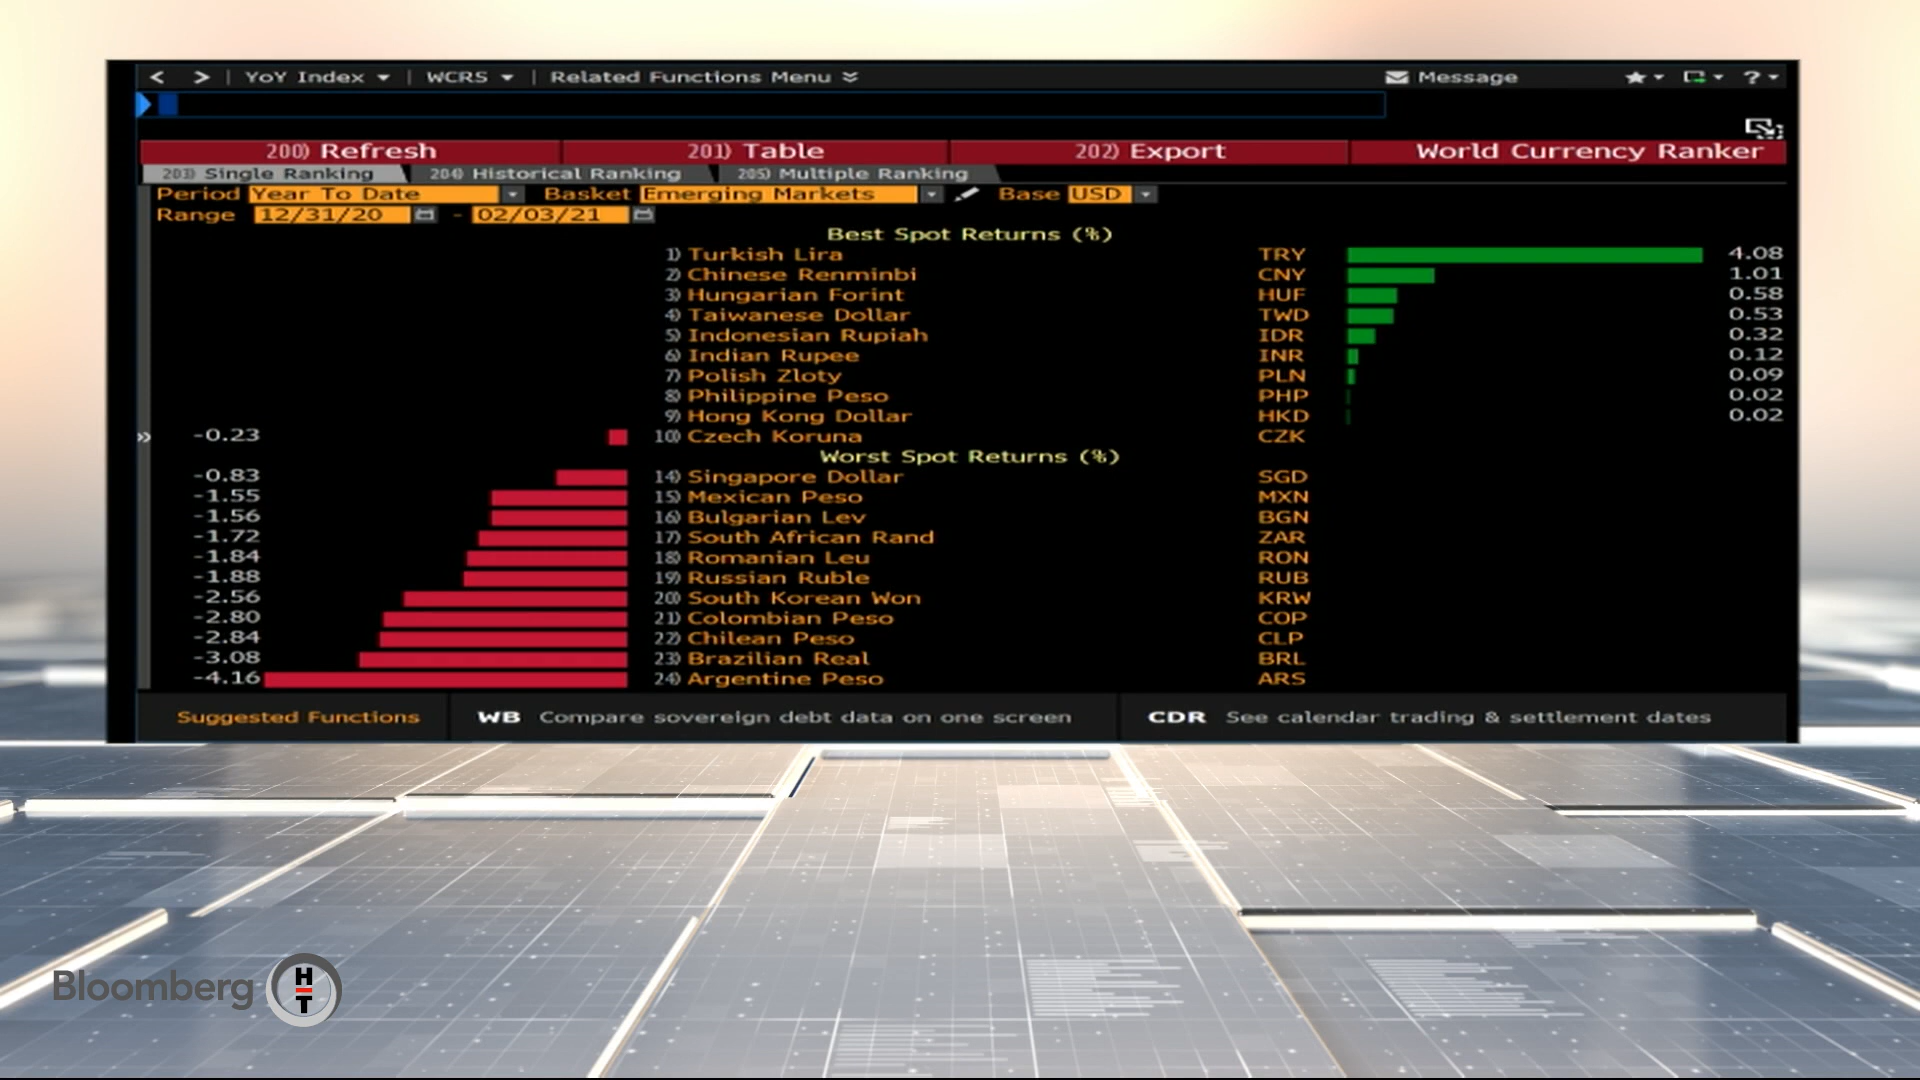 < > | YoY Index | WCRS | Related Functions Menu Message ?
200) Refresh 201) Table 202) Export World Currency Ranker
203) Single Ranking 204) Historical Ranking 205) Multiple Ranking
Period Year To Date Basket Emerging Markets Base USD
Range 12/31/20 - 02/03/21
Best Spot Returns (%)
1) Turkish Lira TRY 4.08
2) Chinese Renminbi CNY 1.01
3) Hungarian Forint HUF 0.58
4) Taiwanese Dollar TWD 0.53
5) Indonesian Rupiah IDR 0.32
6) Indian Rupee INR 0.12
7) Polish Zloty PLN 0.09
8) Philippine Peso PHP 0.02
9) Hong Kong Dollar HKD 0.02
-0.23 10) Czech Koruna CZK
Worst Spot Returns (%)
-0.83 14) Singapore Dollar SGD
-1.55 15) Mexican Peso MXN
-1.56 16) Bulgarian Lev BGN
-1.72 17) South African Rand ZAR
-1.84 18) Romanian Leu RON
-1.88 19) Russian Ruble RUB
-2.56 20) South Korean Won KRW
-2.80 21) Colombian Peso COP
-2.84 22) Chilean Peso CLP
-3.08 23) Brazilian Real BRL
-4.16 24) Argentine Peso ARS
Suggested Functions WB Compare sovereign debt data on one screen CDR See calendar trading & settlement dates
Bloomberg HT